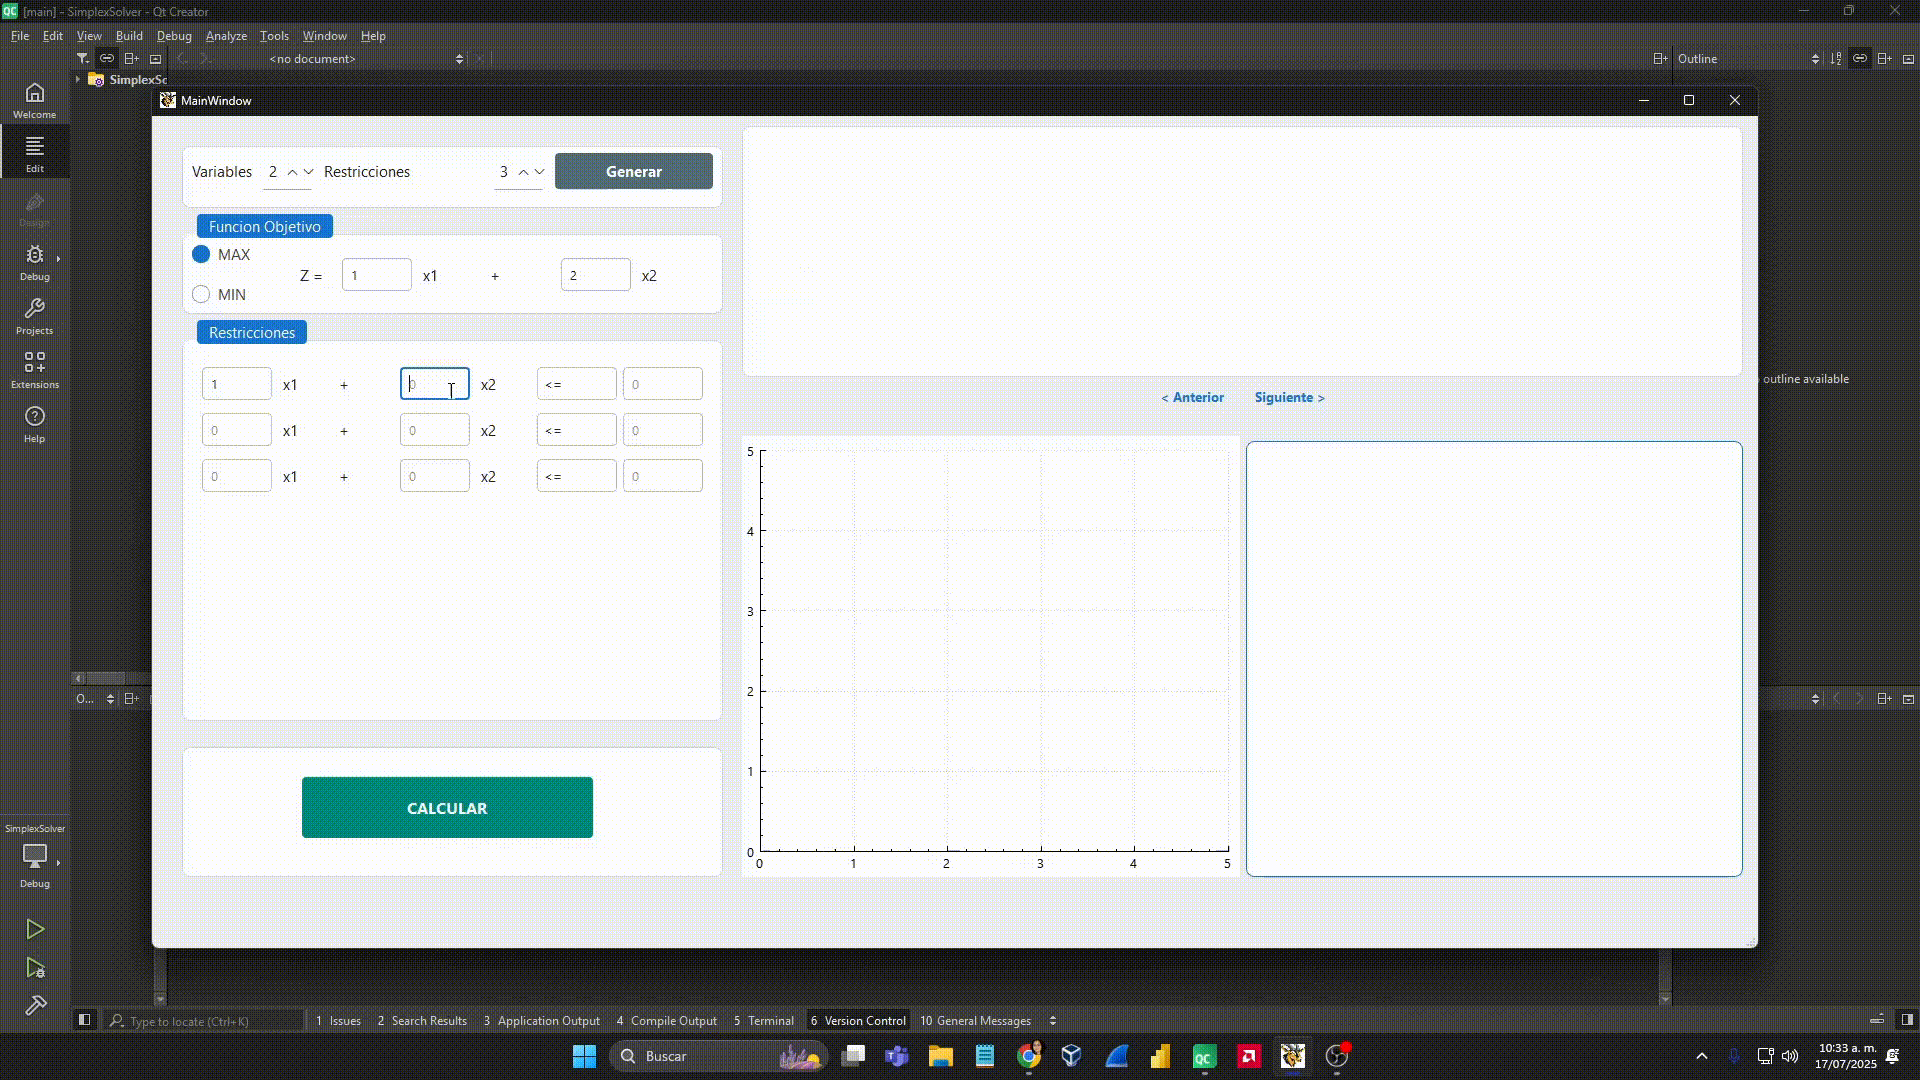 [main] - SimplexSolver - Qt Creator
File Edit View Build Debug Analyze Tools Window Help
<no document>
Outline
SimplexSo
Welcome
Edit
Design
Debug
Projects
Extensions
Help
MainWindow
Variables 2 Restricciones 3 Generar
Funcion Objetivo
MAX
Z = 1 x1 + 2 x2
MIN
Restricciones
1 x1 + 0 x2 <= 0
0 x1 + 0 x2 <= 0
0 x1 + 0 x2 <= 0
CALCULAR
< Anterior Siguiente >
5
4
3
2
1
0
0 1 2 3 4 5
outline available
O...
SimplexSolver
Debug
Type to locate (Ctrl+K) 1 Issues 2 Search Results 3 Application Output 4 Compile Output 5 Terminal 6 Version Control 10 General Messages
Buscar
10:33 a. m.
17/07/2025